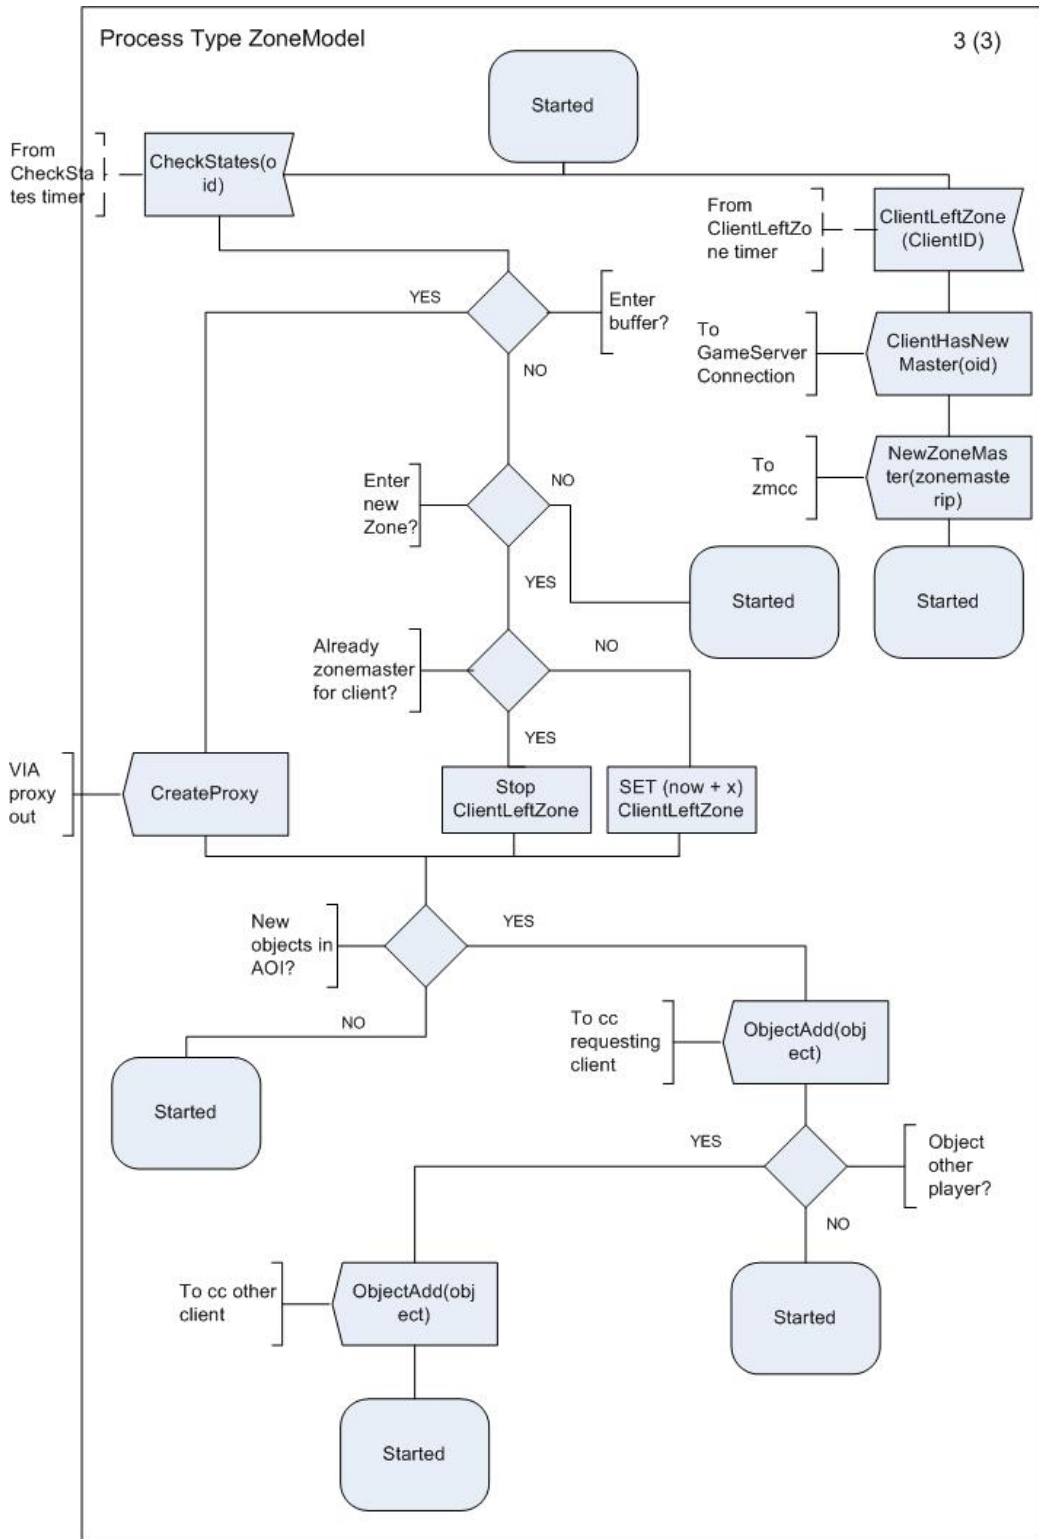 Process Type ZoneModel
3 (3)
Started
From
CheckSta
tes timer
CheckStates(o
id)
From
ClientLeftZo
ne timer
ClientLeftZone
(ClientID)
YES
Enter
buffer?
NO
To
GameServer
Connection
ClientHasNew
Master(oid)
Enter
new
Zone?
NO
YES
To
zmcc
NewZoneMas
ter(zonemaste
rip)
Started
Started
Already
zonemaster
for client?
NO
YES
VIA
proxy
out
CreateProxy
Stop
ClientLeftZone
SET (now + x)
ClientLeftZone
New
objects in
AOI?
YES
NO
Started
To cc
requesting
client
ObjectAdd(obj
ect)
YES
Object
other
player?
NO
To cc other
client
ObjectAdd(obj
ect)
Started
Started